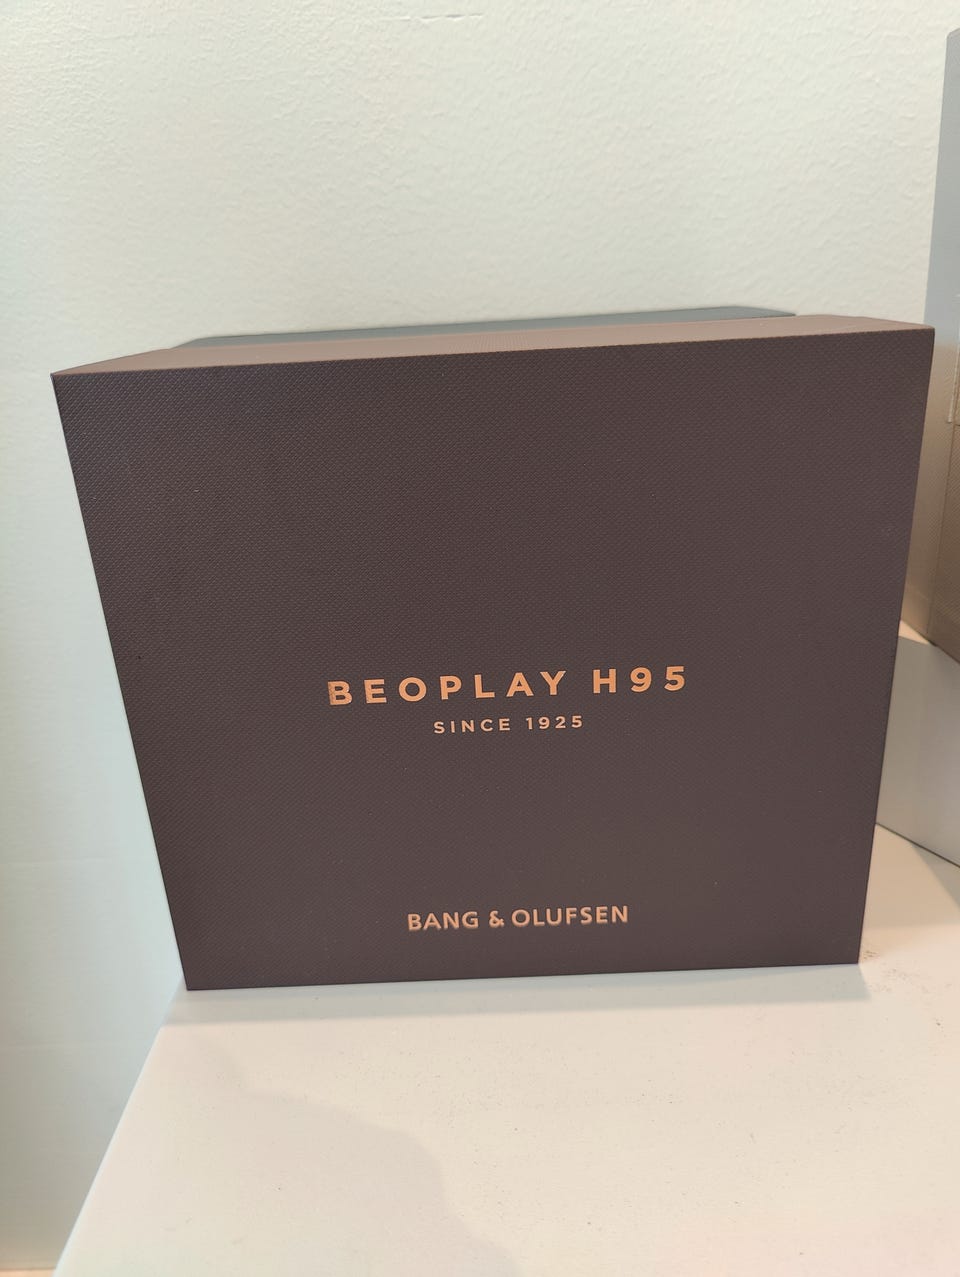 BEOPLAY H95
SINCE 1925
BANG & OLUFSEN